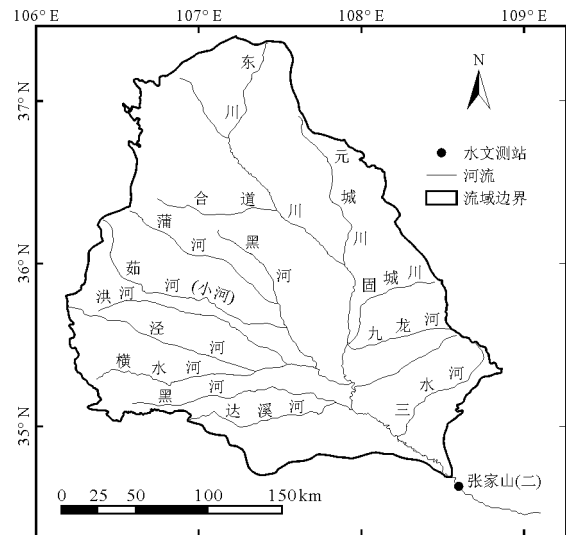 106° E
107° E
108° E
109° E
37° N
36° N
35° N
N
水文测站
河流
流域边界
东川
元城川
合道川
蒲河
黑河
茹河(小河)
固城川
洪河
九龙河
泾河
横水河
黑河
达溪河
三水河
张家山(二)
0 25 50 100 150 km